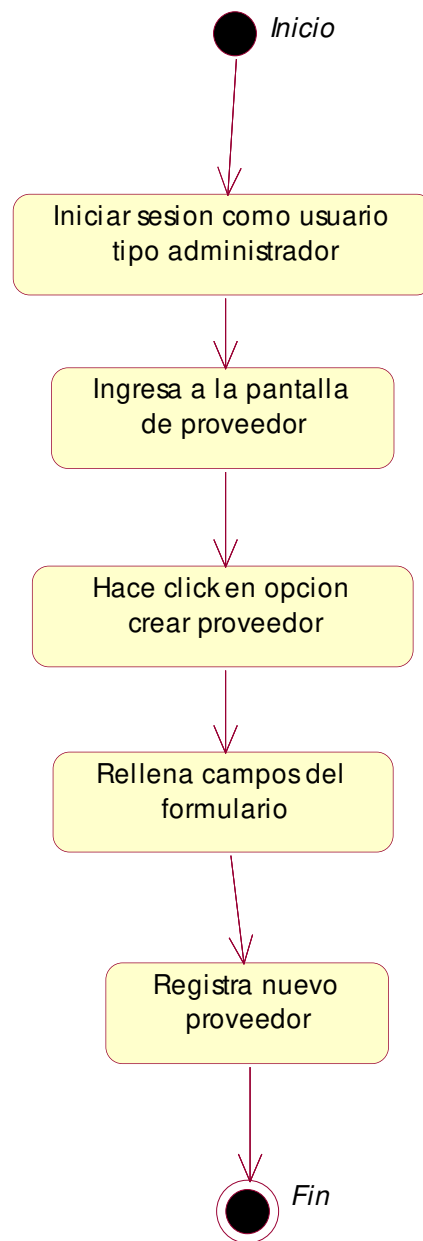 Inicio
Iniciar sesion como usuario
tipo administrador
Ingresa a la pantalla
de proveedor
Hace click en opcion
crear proveedor
Rellena campos del
formulario
Registra nuevo
proveedor
Fin